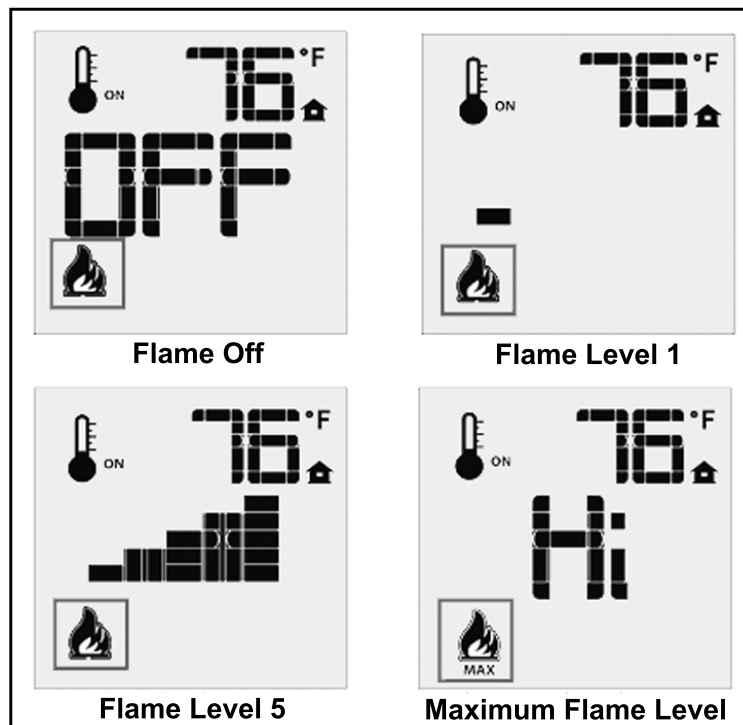 76 °F
ON
OFF
Flame Off
76 °F
ON
Flame Level 1
76 °F
ON
Flame Level 5
76 °F
ON
Hi
MAX
Maximum Flame Level